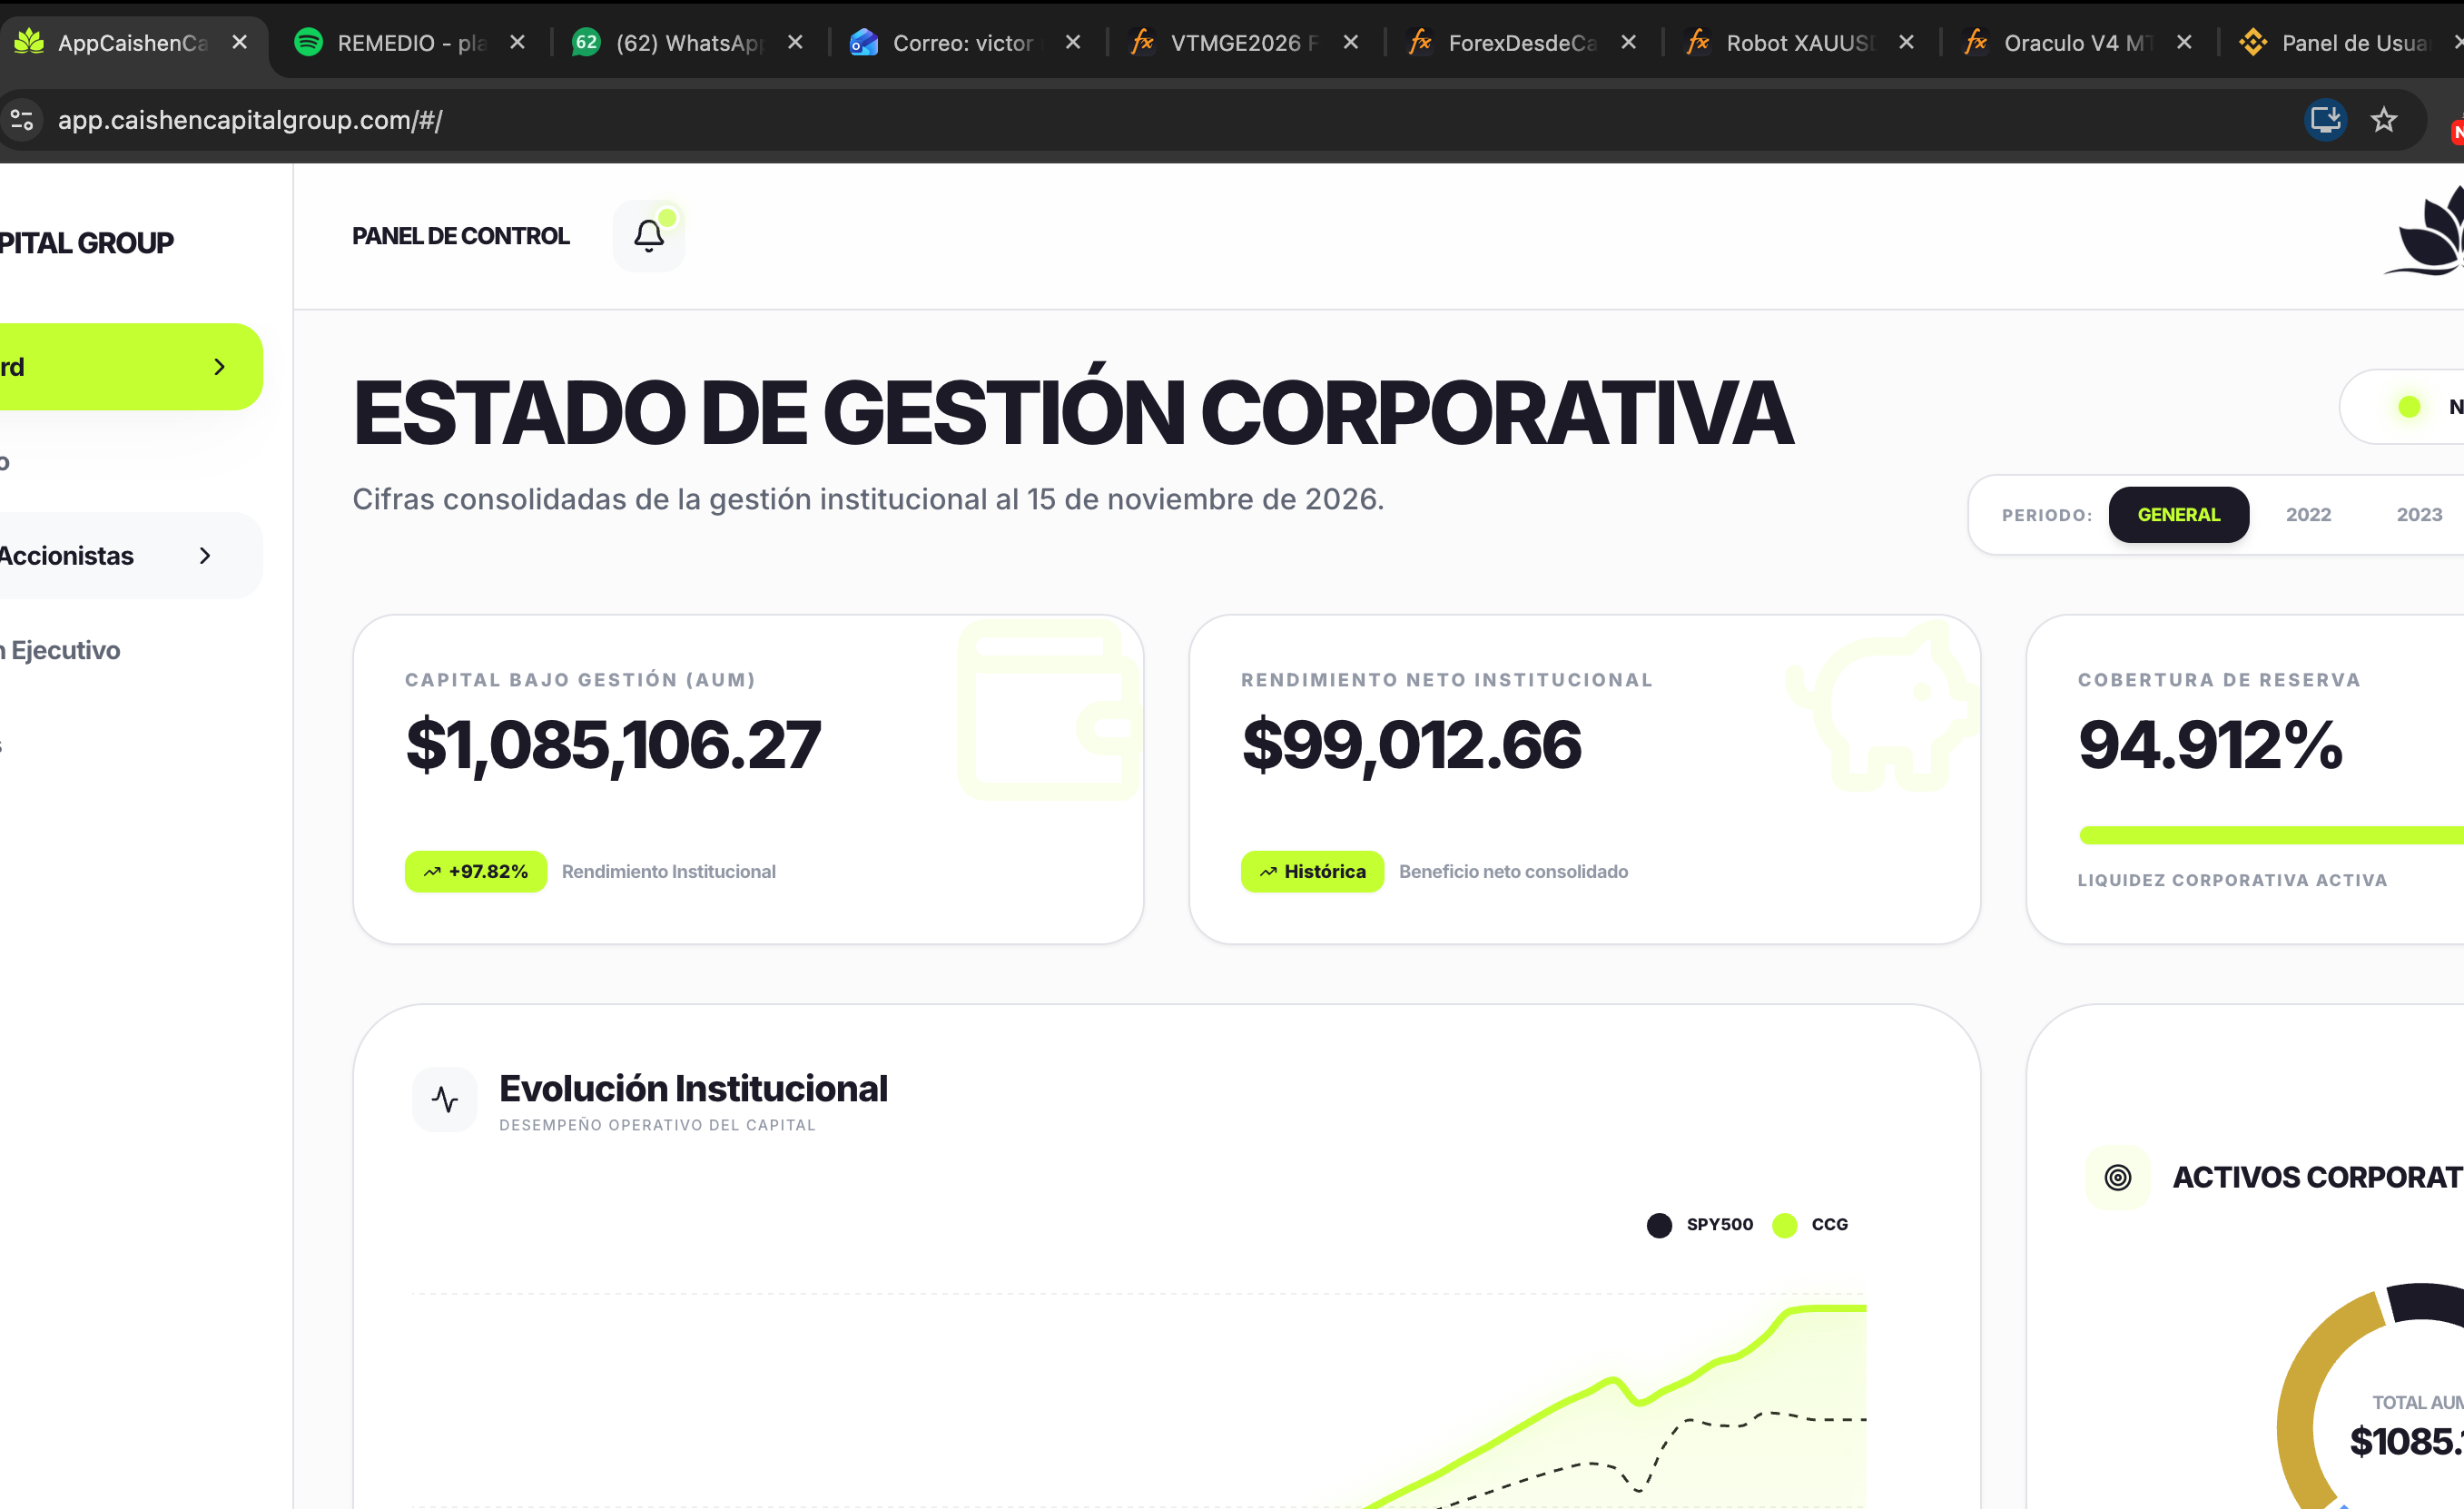 AppCaishenCa
REMEDIO - pla
62
(62) WhatsApp
Correo: victor
VTMGE2026 F
ForexDesdeCa
Robot XAUUSD
Oraculo V4 MT
Panel de Usua
app.caishencapitalgroup.com/#/
N
PITAL GROUP
PANEL DE CONTROL
rd
o
Accionistas
n Ejecutivo
s
ESTADO DE GESTIÓN CORPORATIVA
N
Cifras consolidadas de la gestión institucional al 15 de noviembre de 2026.
PERIODO: GENERAL 2022 2023
CAPITAL BAJO GESTIÓN (AUM)
$1,085,106.27
+97.82% Rendimiento Institucional
RENDIMIENTO NETO INSTITUCIONAL
$99,012.66
Histórica Beneficio neto consolidado
COBERTURA DE RESERVA
94.912%
LIQUIDEZ CORPORATIVA ACTIVA
Evolución Institucional
DESEMPEÑO OPERATIVO DEL CAPITAL
SPY500 CCG
ACTIVOS CORPORAT
TOTAL AUM
$1085.1